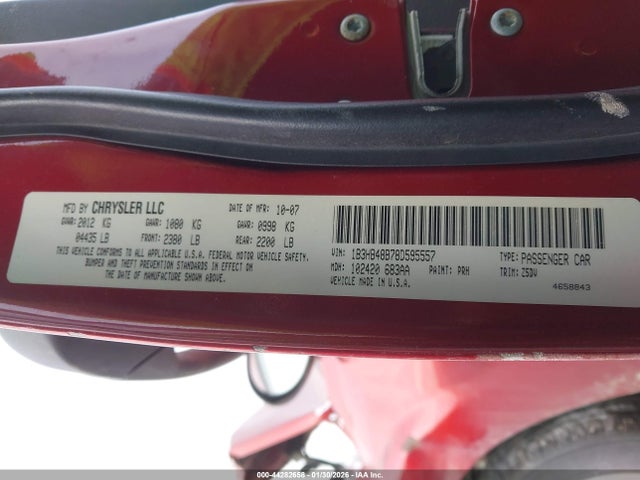 MFD BY CHRYSLER LLC DATE OF MFR: 10-07
GVWR: 2012 KG GAWR: 1080 KG GAWR: 0998 KG
04435 LB FRONT: 2380 LB REAR: 2200 LB
THIS VEHICLE CONFORMS TO ALL APPLICABLE U.S.A. FEDERAL MOTOR VEHICLE SAFETY,
BUMPER AND THEFT PREVENTION STANDARDS IN EFFECT ON
THE DATE OF MANUFACTURE SHOWN ABOVE.
VIN: 1B3HB48B78D595557 TYPE: PASSENGER CAR
MDH: 102420 683AA PAINT: PRH TRIM: Z5DV
VEHICLE MADE IN U.S.A. 4658843
000-44282658 - 01/30/2026 - IAA Inc.